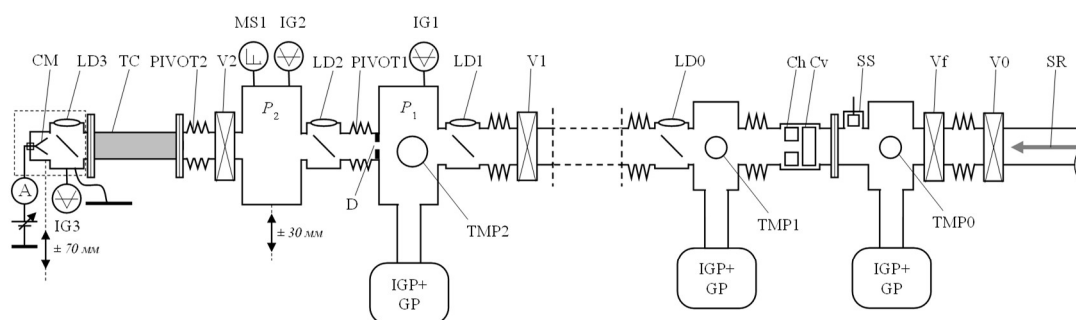 MS1 IG2 IG1
CM LD3 TC PIVOT2 V2 LD2 PIVOT1 LD1 V1 LD0 Ch Cv SS Vf V0 SR
P2 P1
A
D
IG3 TMP2 TMP1 TMP0
± 70 мм ± 30 мм
IGP+
GP
IGP+
GP
IGP+
GP